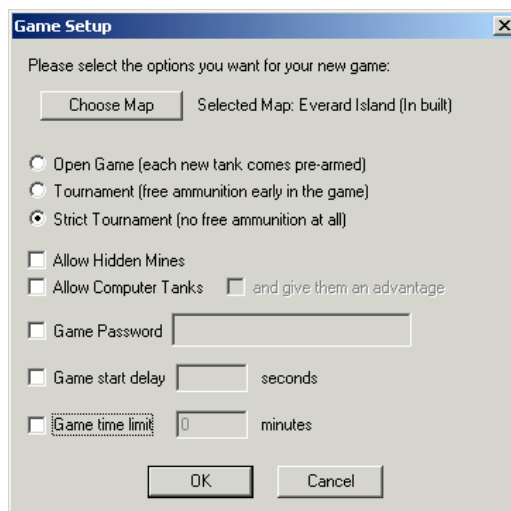 Game Setup
Please select the options you want for your new game:
Choose Map Selected Map: Everard Island (In built)
Open Game (each new tank comes pre-armed)
Tournament (free ammunition early in the game)
Strict Tournament (no free ammunition at all)
Allow Hidden Mines
Allow Computer Tanks and give them an advantage
Game Password
Game start delay seconds
Game time limit 0 minutes
OK Cancel